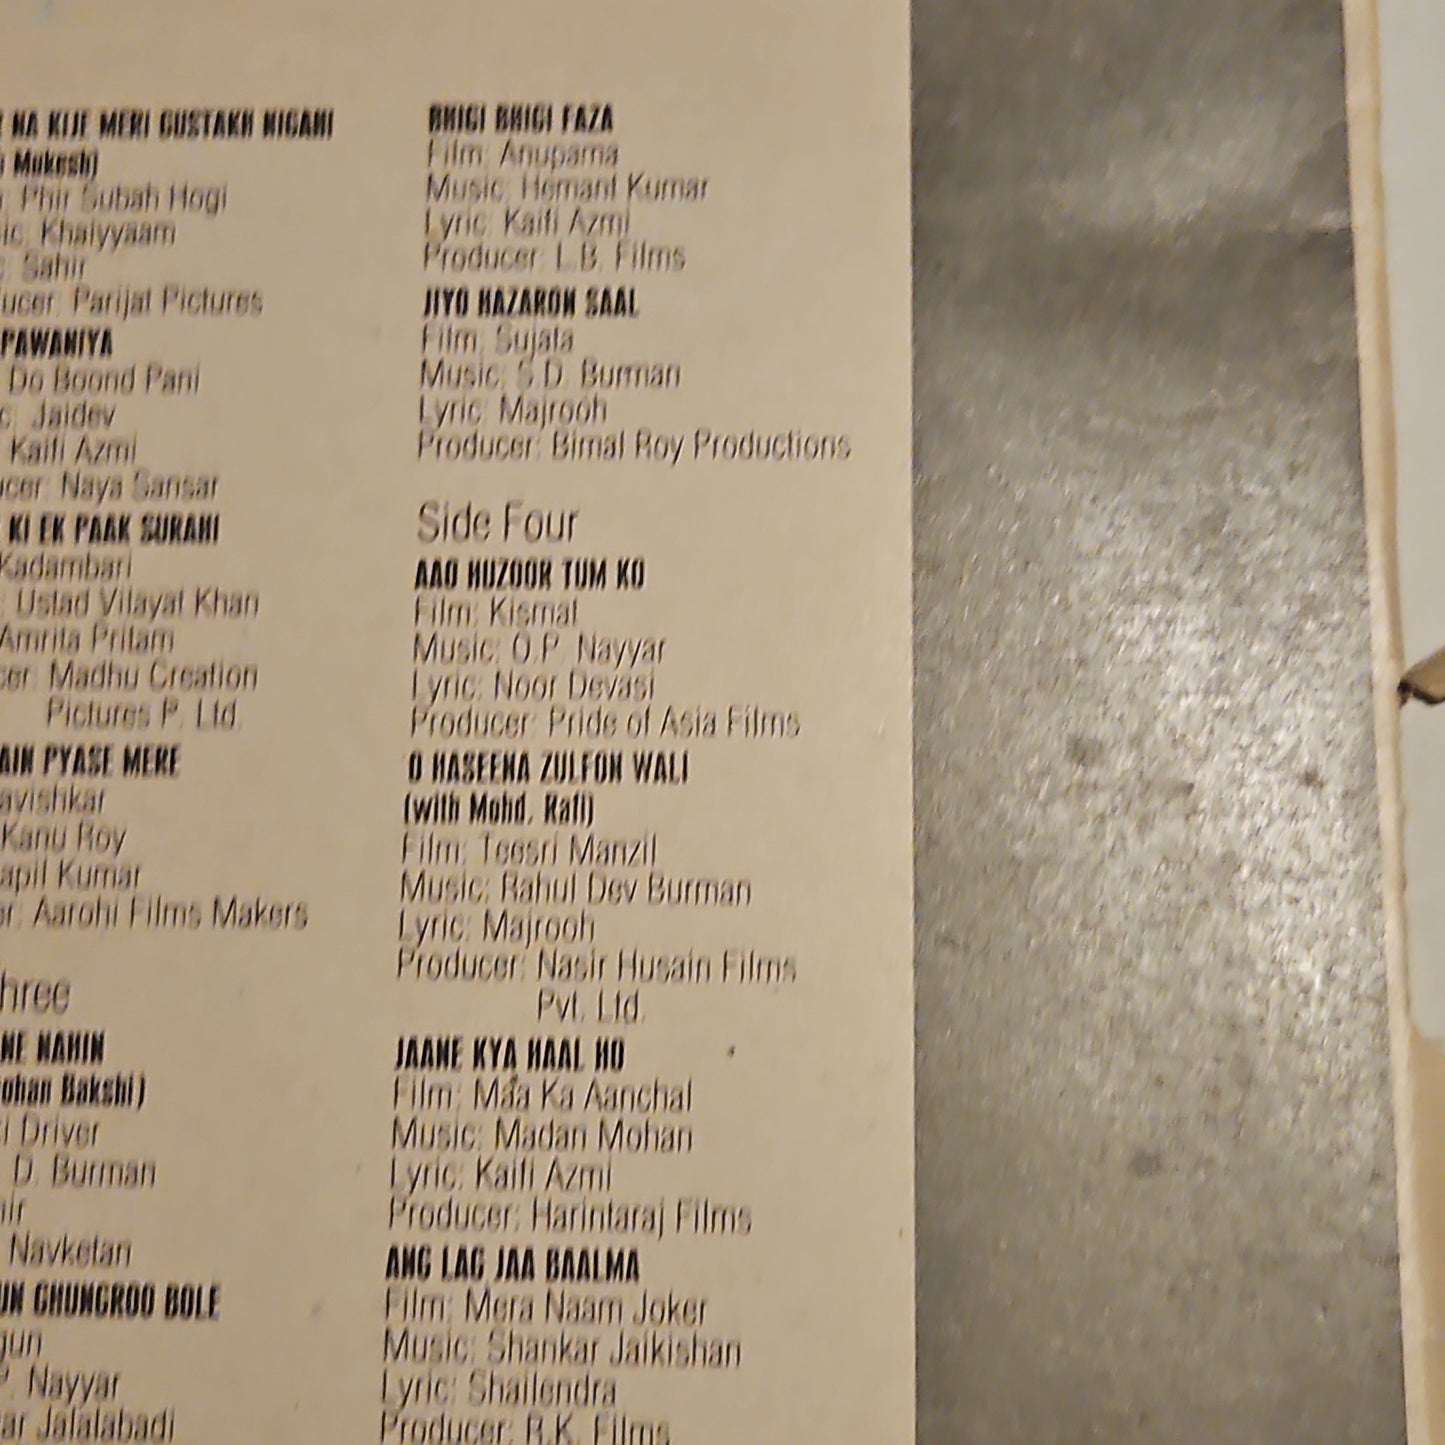 NA KIJE MERI GUSTAKH NIGAHI
Mukesh)
Phir Subah Hogi
Khaiyyaam
Sahir
Parijat Pictures
PAWANIYA
Do Boond Pani
Jaidev
Kaifi Azmi
Naya Sansar
KI EK PAAK SURAHI
Kadambari
Ustad Vilayat Khan
Amrita Pritam
Madhu Creation
Pictures P. Ltd.
PYASE MERE
Kanu Roy
Kumar
Aarohi Films Makers
NAHIN
Bakshi)
Driver
D. Burman
Navketan
GHUNGROO BOLE
Nayyar
Jalalabadi
BHIGI BHIGI FAZA
Film: Anupama
Music: Hemant Kumar
Lyric: Kaifi Azmi
Producer: L.B. Films
JIYO HAZARON SAAL
Film: Sujata
Music: S.D. Burman
Lyric: Majrooh
Producer: Bimal Roy Productions
Side Four
AAO HUZOOR TUM KO
Film: Kismat
Music: O.P. Nayyar
Lyric: Noor Devasi
Producer: Pride of Asia Films
O HASEENA ZULFON WALI
(with Mohd. Rafi)
Film: Teesri Manzil
Music: Rahul Dev Burman
Lyric: Majrooh
Producer: Nasir Husain Films
Pvt. Ltd.
JAANE KYA HAAL HO
Film: Maa Ka Aanchal
Music: Madan Mohan
Lyric: Kaifi Azmi
Producer: Harintaraj Films
ANG LAG JAA BAALMA
Film: Mera Naam Joker
Music: Shankar Jaikishan
Lyric: Shailendra
Producer: R.K. Films